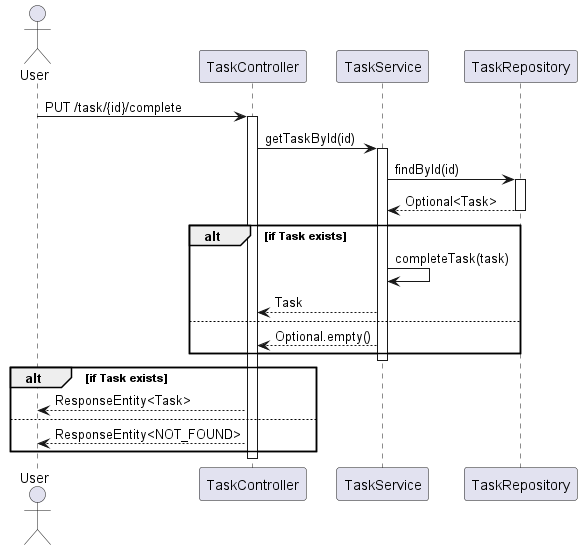 User
TaskController
TaskService
TaskRepository
PUT /task/{id}/complete
getTaskById(id)
findById(id)
Optional<Task>
alt
[if Task exists]
completeTask(task)
Task
Optional.empty()
alt
[if Task exists]
ResponseEntity<Task>
ResponseEntity<NOT_FOUND>
User
TaskController
TaskService
TaskRepository